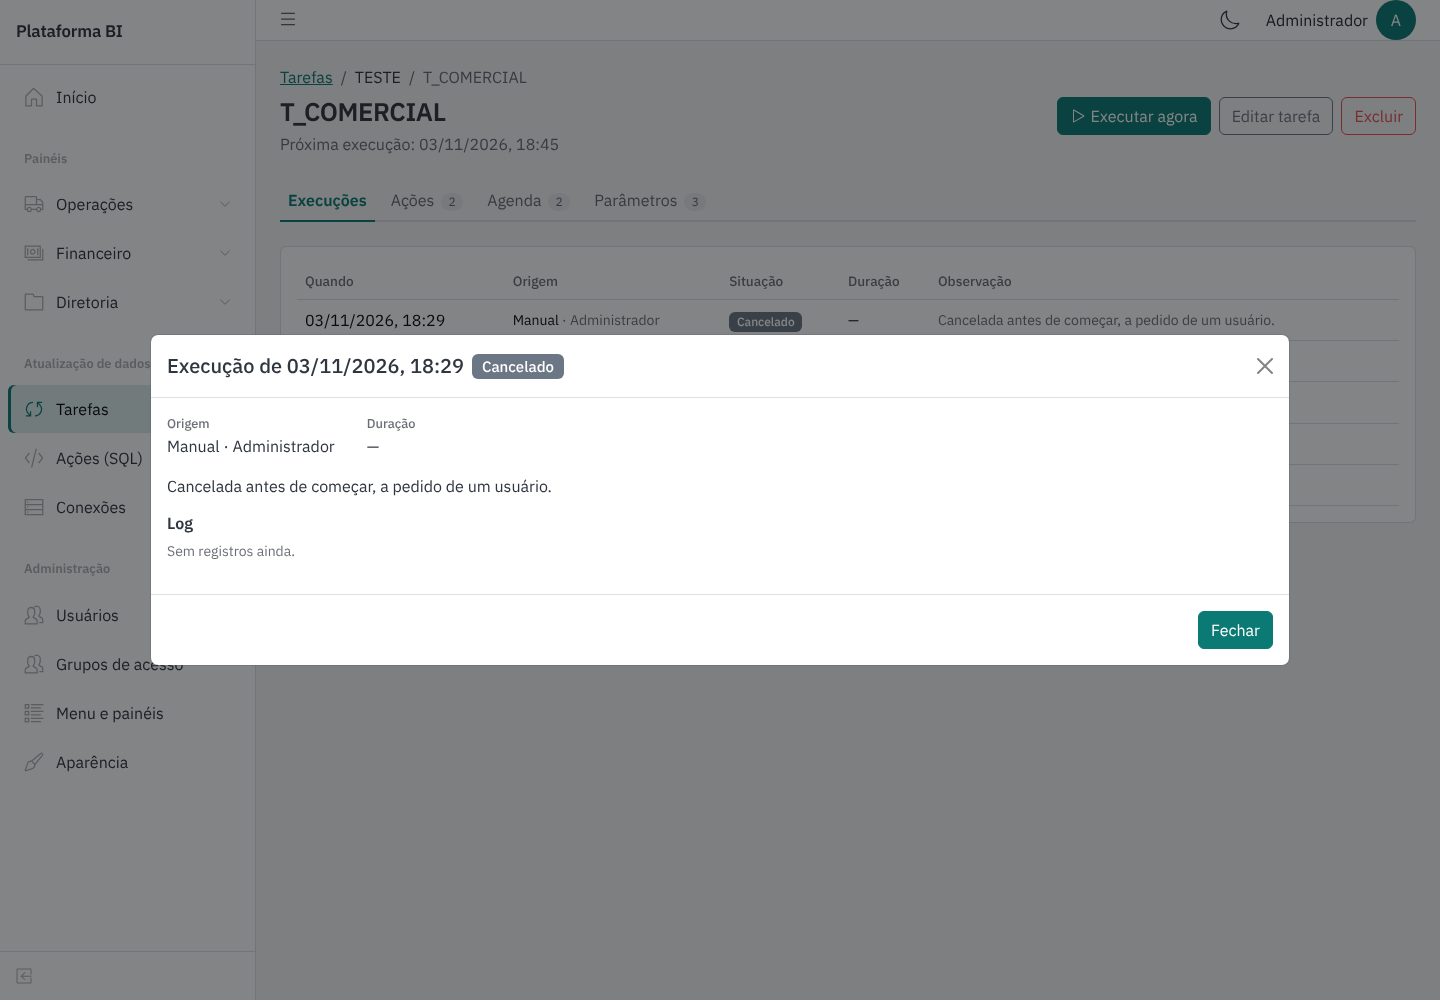 Plataforma BI
Administrador A
Início
Painéis
Operações
Financeiro
Diretoria
Atualização de dados
Tarefas
Ações (SQL)
Conexões
Administração
Usuários
Grupos de acesso
Menu e painéis
Aparência
Tarefas / TESTE / T_COMERCIAL
T_COMERCIAL
Próxima execução: 03/11/2026, 18:45
Executar agora Editar tarefa Excluir
Execuções Ações 2 Agenda 2 Parâmetros 3
Quando Origem Situação Duração Observação
03/11/2026, 18:29 Manual · Administrador Cancelado — Cancelada antes de começar, a pedido de um usuário.
Execução de 03/11/2026, 18:29 Cancelado
Origem Duração
Manual · Administrador —
Cancelada antes de começar, a pedido de um usuário.
Log
Sem registros ainda.
Fechar